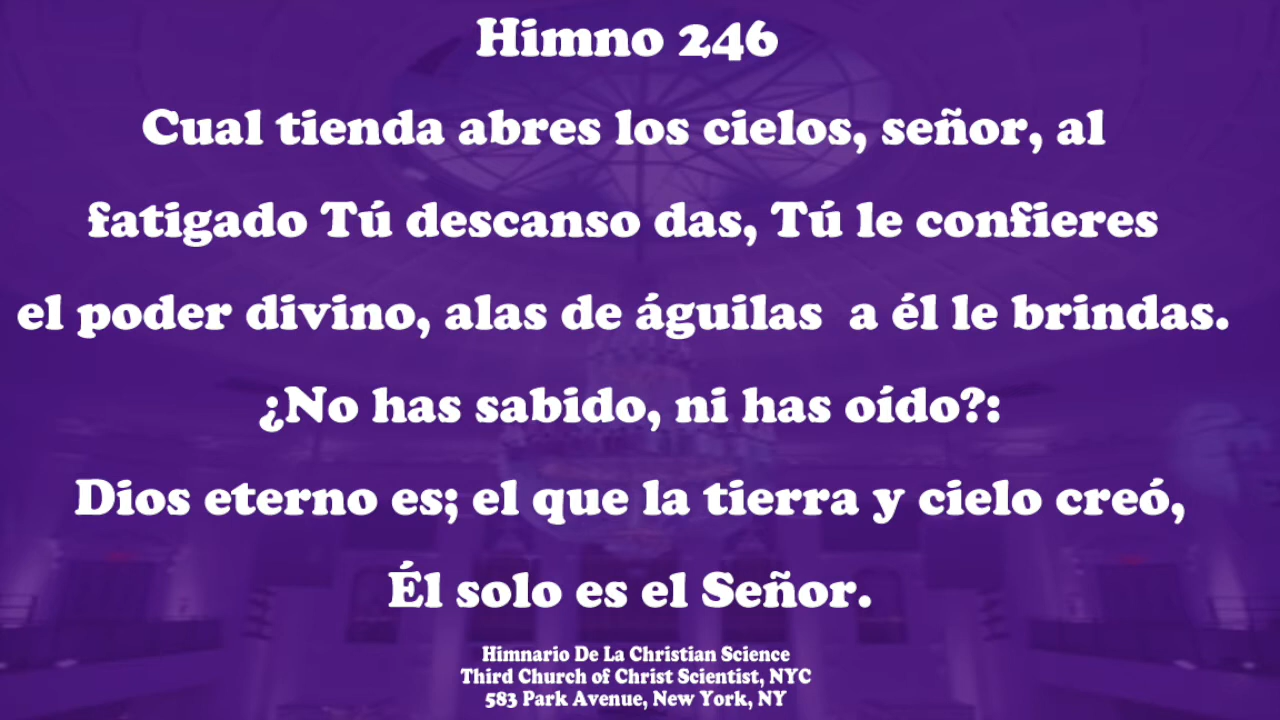 Himno 246
Cual tienda abres los cielos, señor, al
fatigado Tú descanso das, Tú le confieres
el poder divino, alas de águilas  a él le brindas.
¿No has sabido, ni has oído?:
Dios eterno es; el que la tierra y cielo creó,
Él solo es el Señor.
Himnario De La Christian Science
Third Church of Christ Scientist, NYC
583 Park Avenue, New York, NY